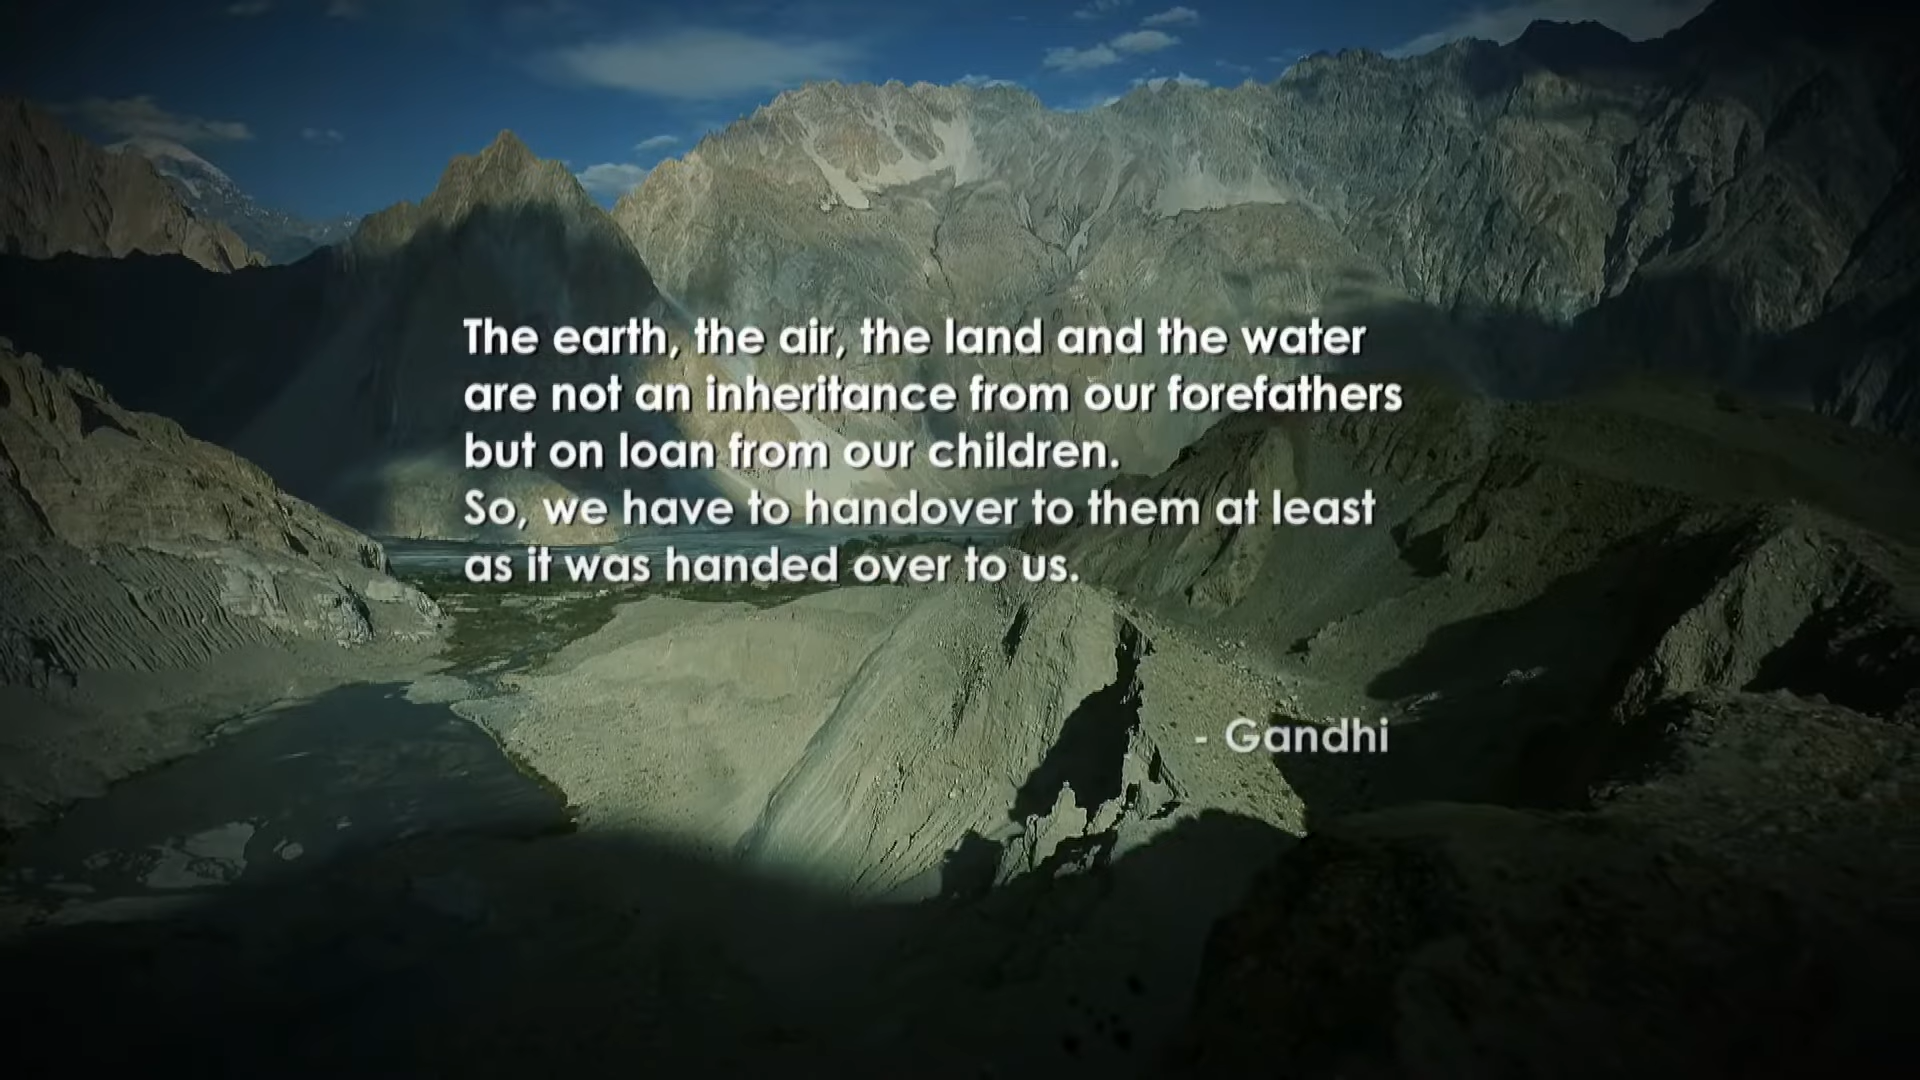 The earth, the air, the land and the water
are not an inheritance from our forefathers
but on loan from our children.
So, we have to handover to them at least
as it was handed over to us.
- Gandhi